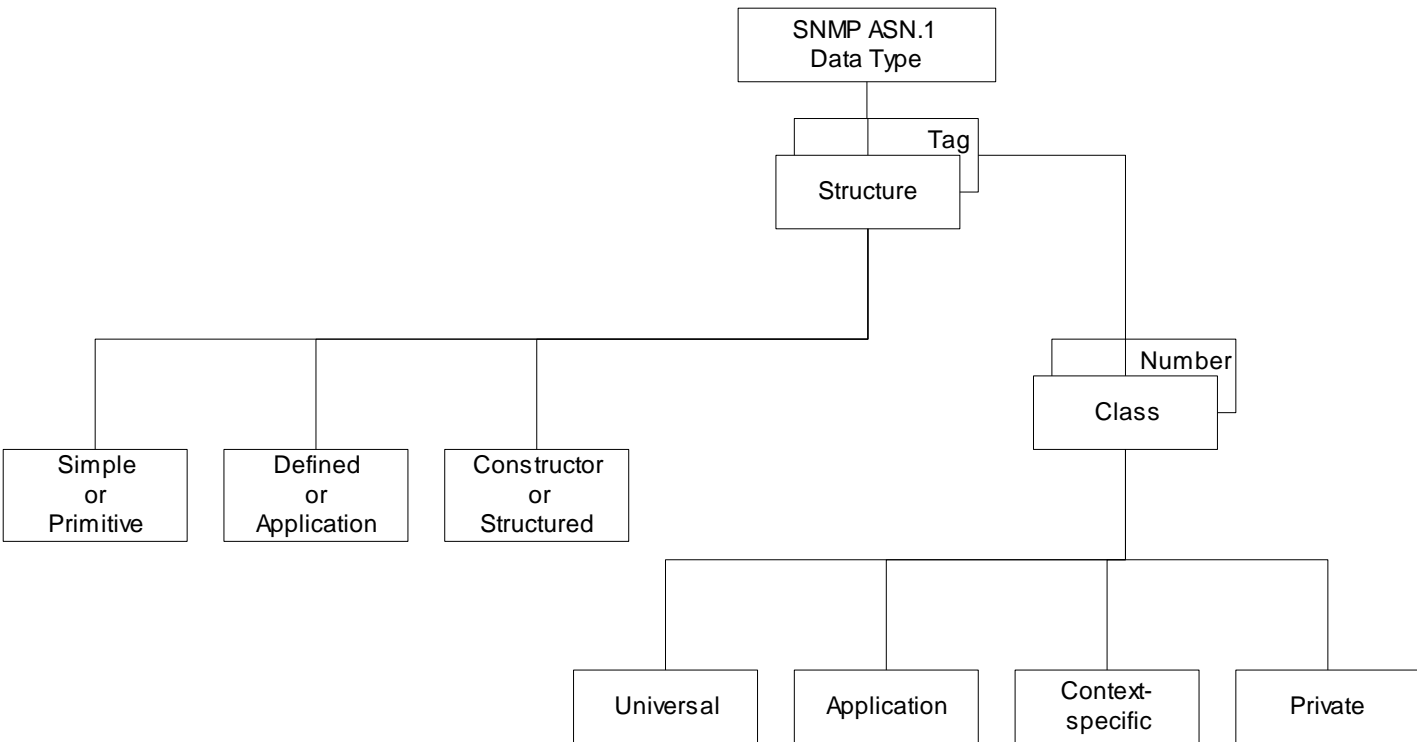 SNMP ASN.1
Data Type
Tag
Structure
Number
Class
Simple
or
Primitive
Defined
or
Application
Constructor
or
Structured
Universal
Application
Context-
specific
Private